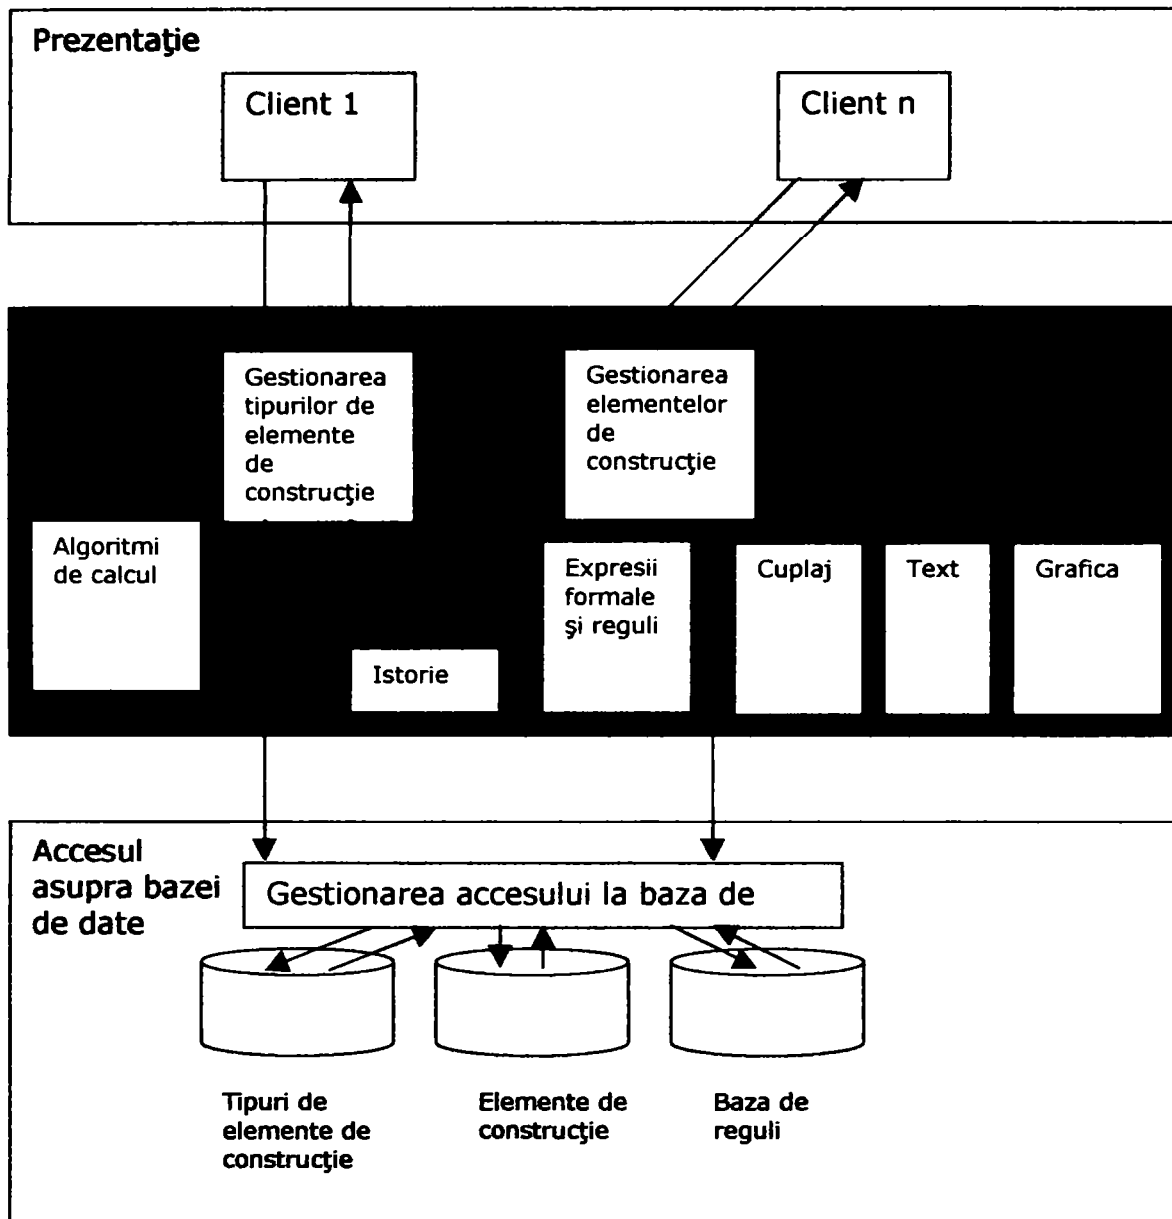 Prezentaţie
Client 1
Client n
Gestionarea
tipurilor de
elemente
de
construcţie
Gestionarea
elementelor
de
construcţie
Algoritmi
de calcul
Istorie
Expresii
formale
şi reguli
Cuplaj
Text
Grafica
Accesul
asupra bazei
de date
Gestionarea accesului la baza de
Tipuri de
elemente de
construcţie
Elemente de
construcţie
Baza de
reguli